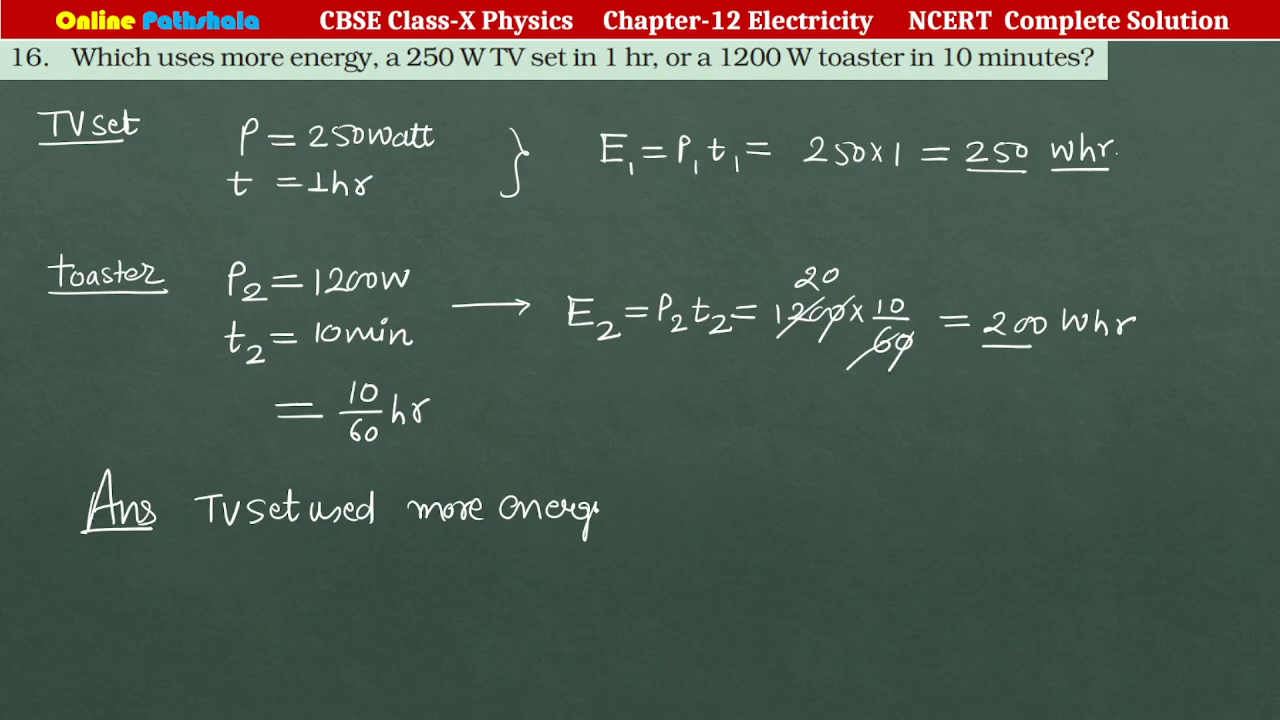 Online Pathshala CBSE Class-X Physics Chapter-12 Electricity NCERT Complete Solution
16. Which uses more energy, a 250 W TV set in 1 hr, or a 1200 W toaster in 10 minutes?
TV set P = 250 watt } E₁ = P₁ t₁ = 250 × 1 = 250 whr.
t = 1 hr
toaster P₂ = 1200 W
20
t₂ = 10 min → E₂ = P₂ t₂ = 1200 × 10/60 = 200 Whr
= 10/60 hr
Ans TV set used more energy